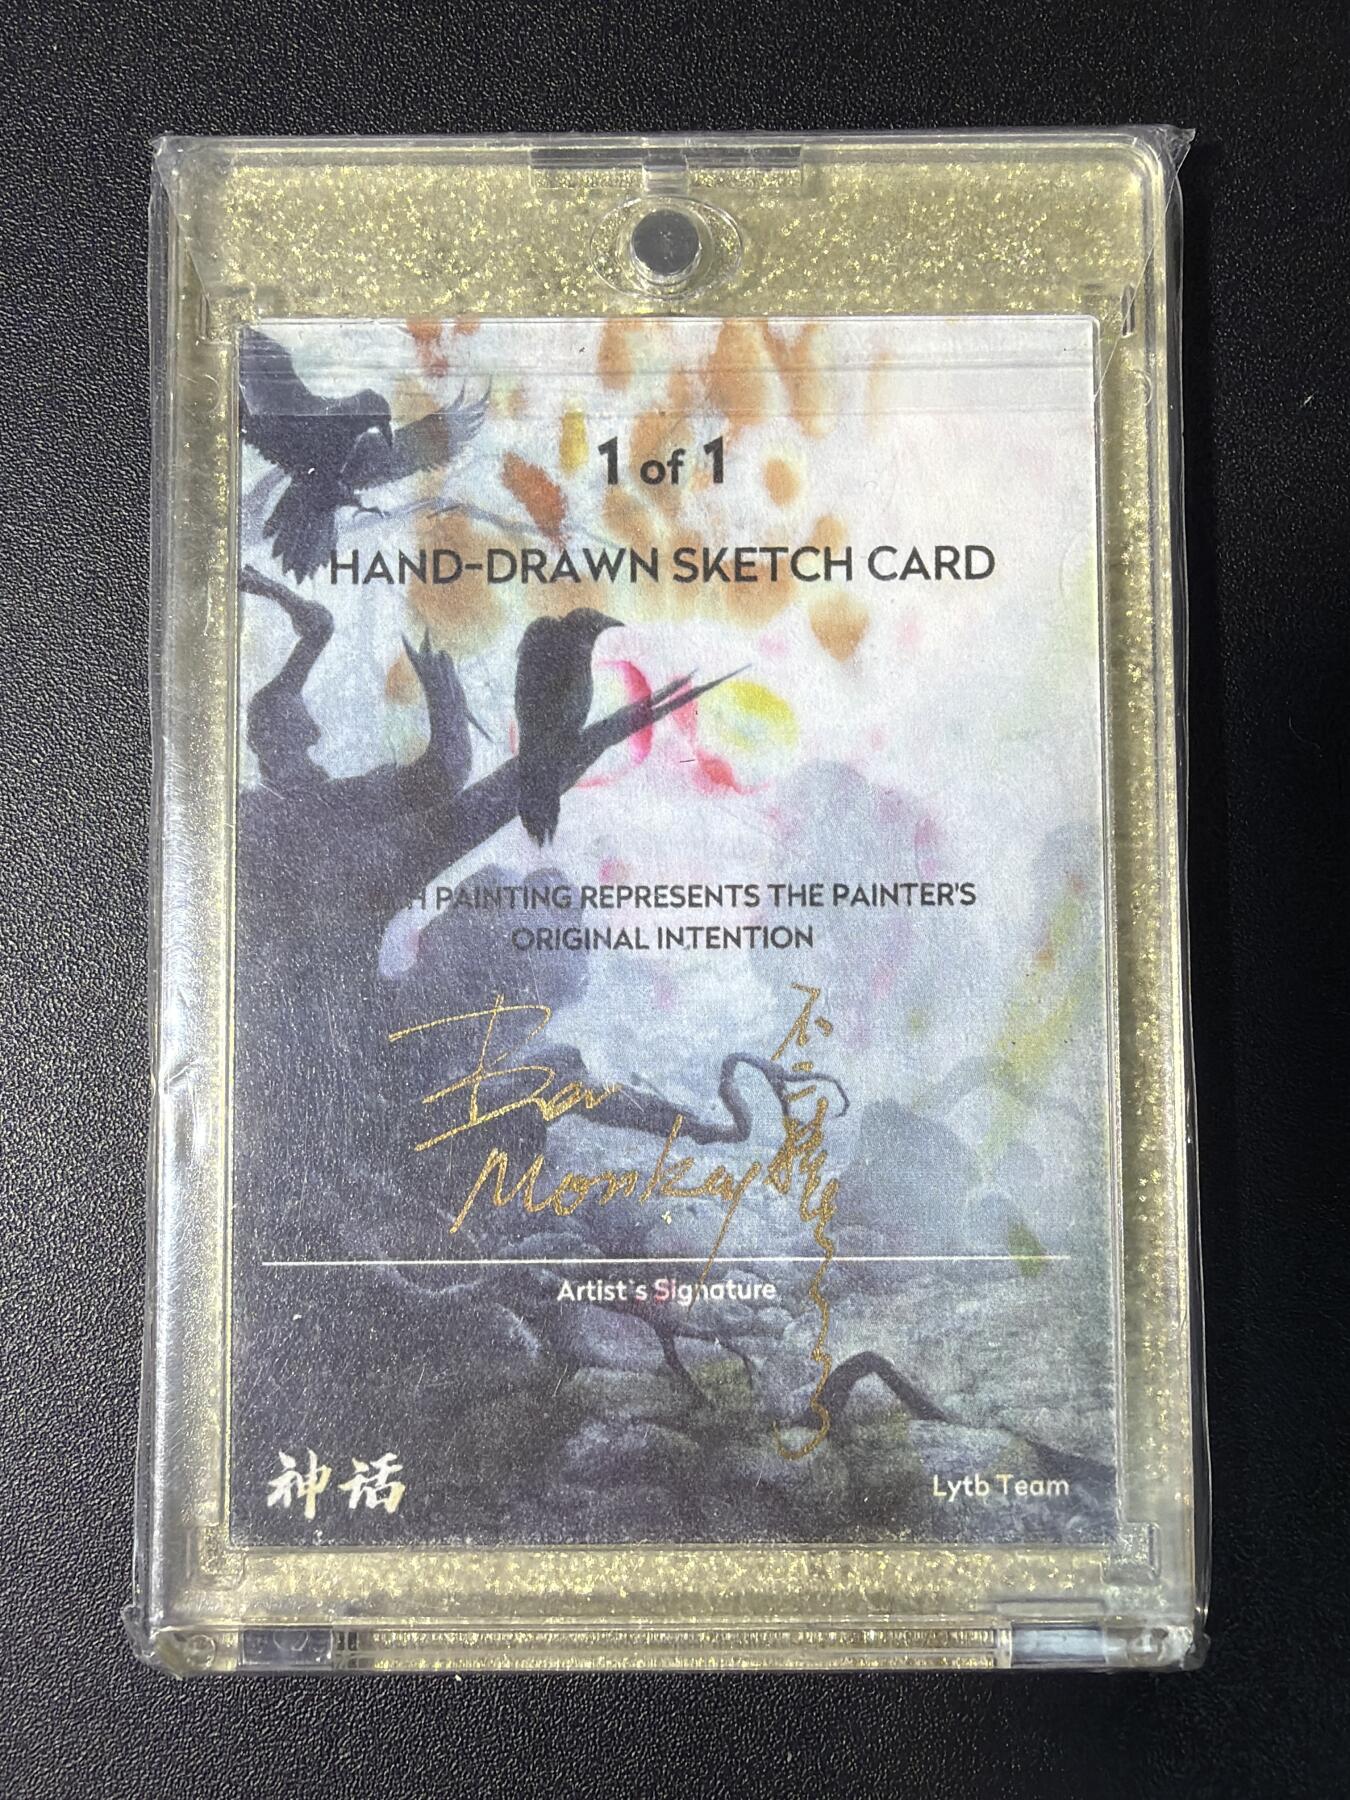 1 of 1
HAND-DRAWN SKETCH CARD
PAINTING REPRESENTS THE PAINTER'S
ORIGINAL INTENTION
Monkey
Artist`s Signature
神话
Lytb Team